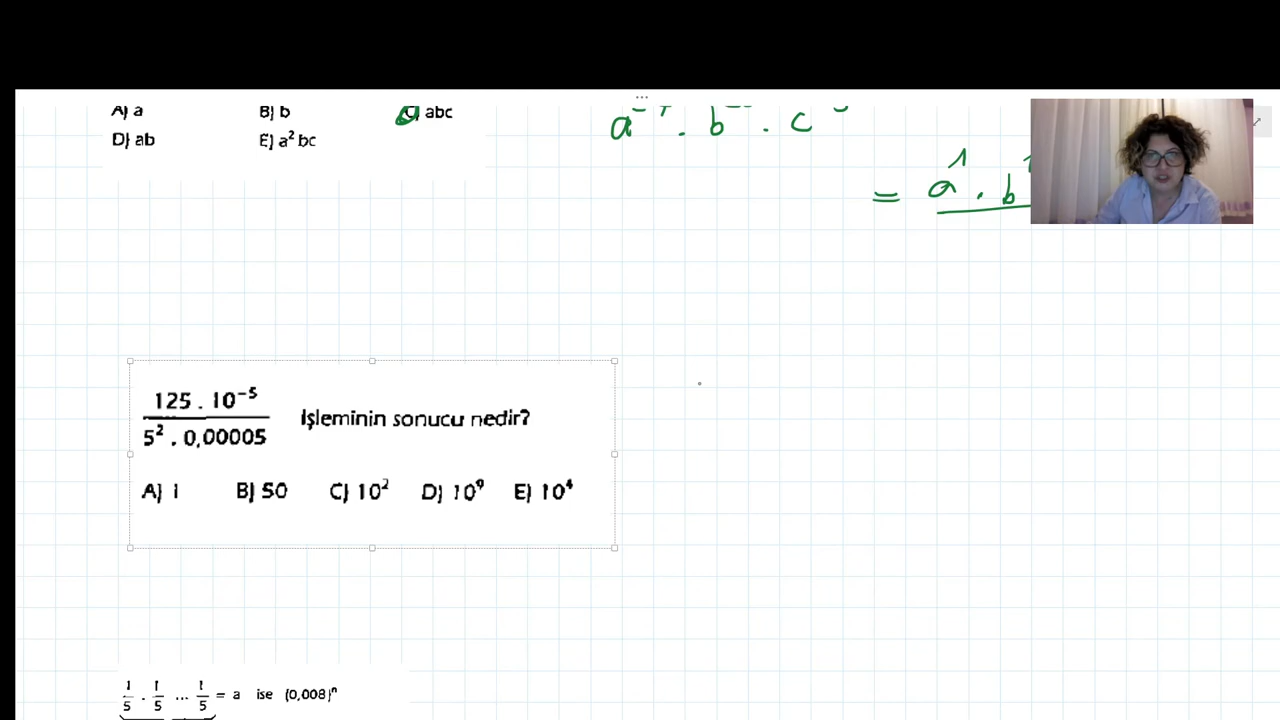 A) a B) b C) abc
D) ab E) a² bc
= a¹ . b¹
125 . 10⁻⁵
5² . 0,00005
İşleminin sonucu nedir?
A) 1 B) 50 C) 10² D) 10⁹ E) 10⁴
1/5 . 1/5 ... 1/5 = a ise (0,008)ⁿ